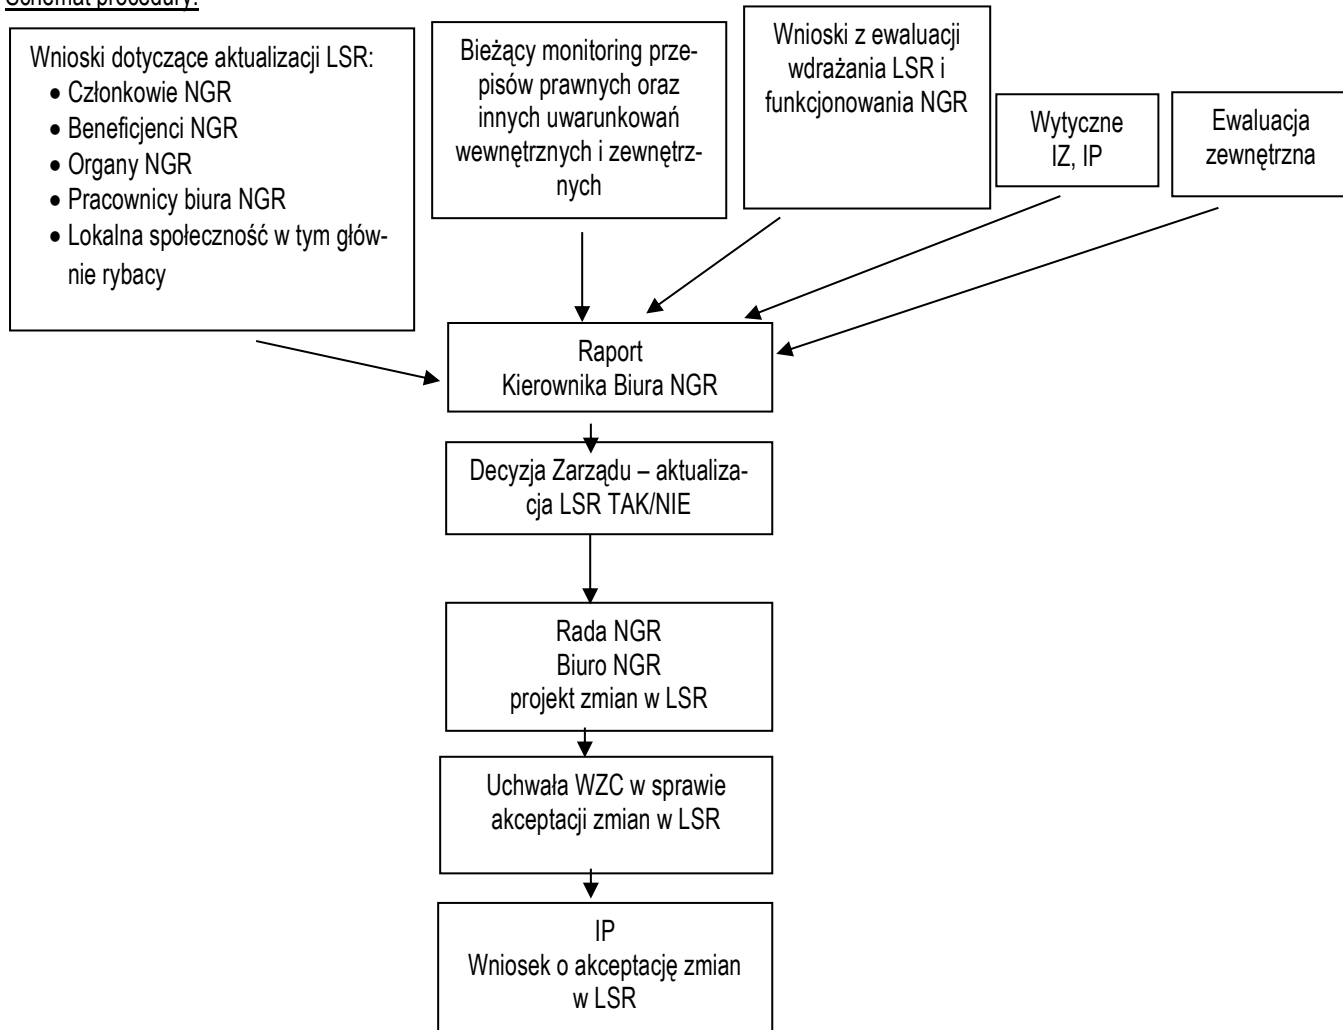 Schemat procedury:
Wnioski dotyczące aktualizacji LSR:
• Członkowie NGR
• Beneficjenci NGR
• Organy NGR
• Pracownicy biura NGR
• Lokalna społeczność w tym głów-
nie rybacy
Bieżący monitoring prze-
pisów prawnych oraz
innych uwarunkowań
wewnętrznych i zewnętrz-
nych
Wnioski z ewaluacji
wdrażania LSR i
funkcjonowania NGR
Wytyczne
IZ, IP
Ewaluacja
zewnętrzna
Raport
Kierownika Biura NGR
Decyzja Zarządu – aktualiza-
cja LSR TAK/NIE
Rada NGR
Biuro NGR
projekt zmian w LSR
Uchwała WZC w sprawie
akceptacji zmian w LSR
IP
Wniosek o akceptację zmian
w LSR